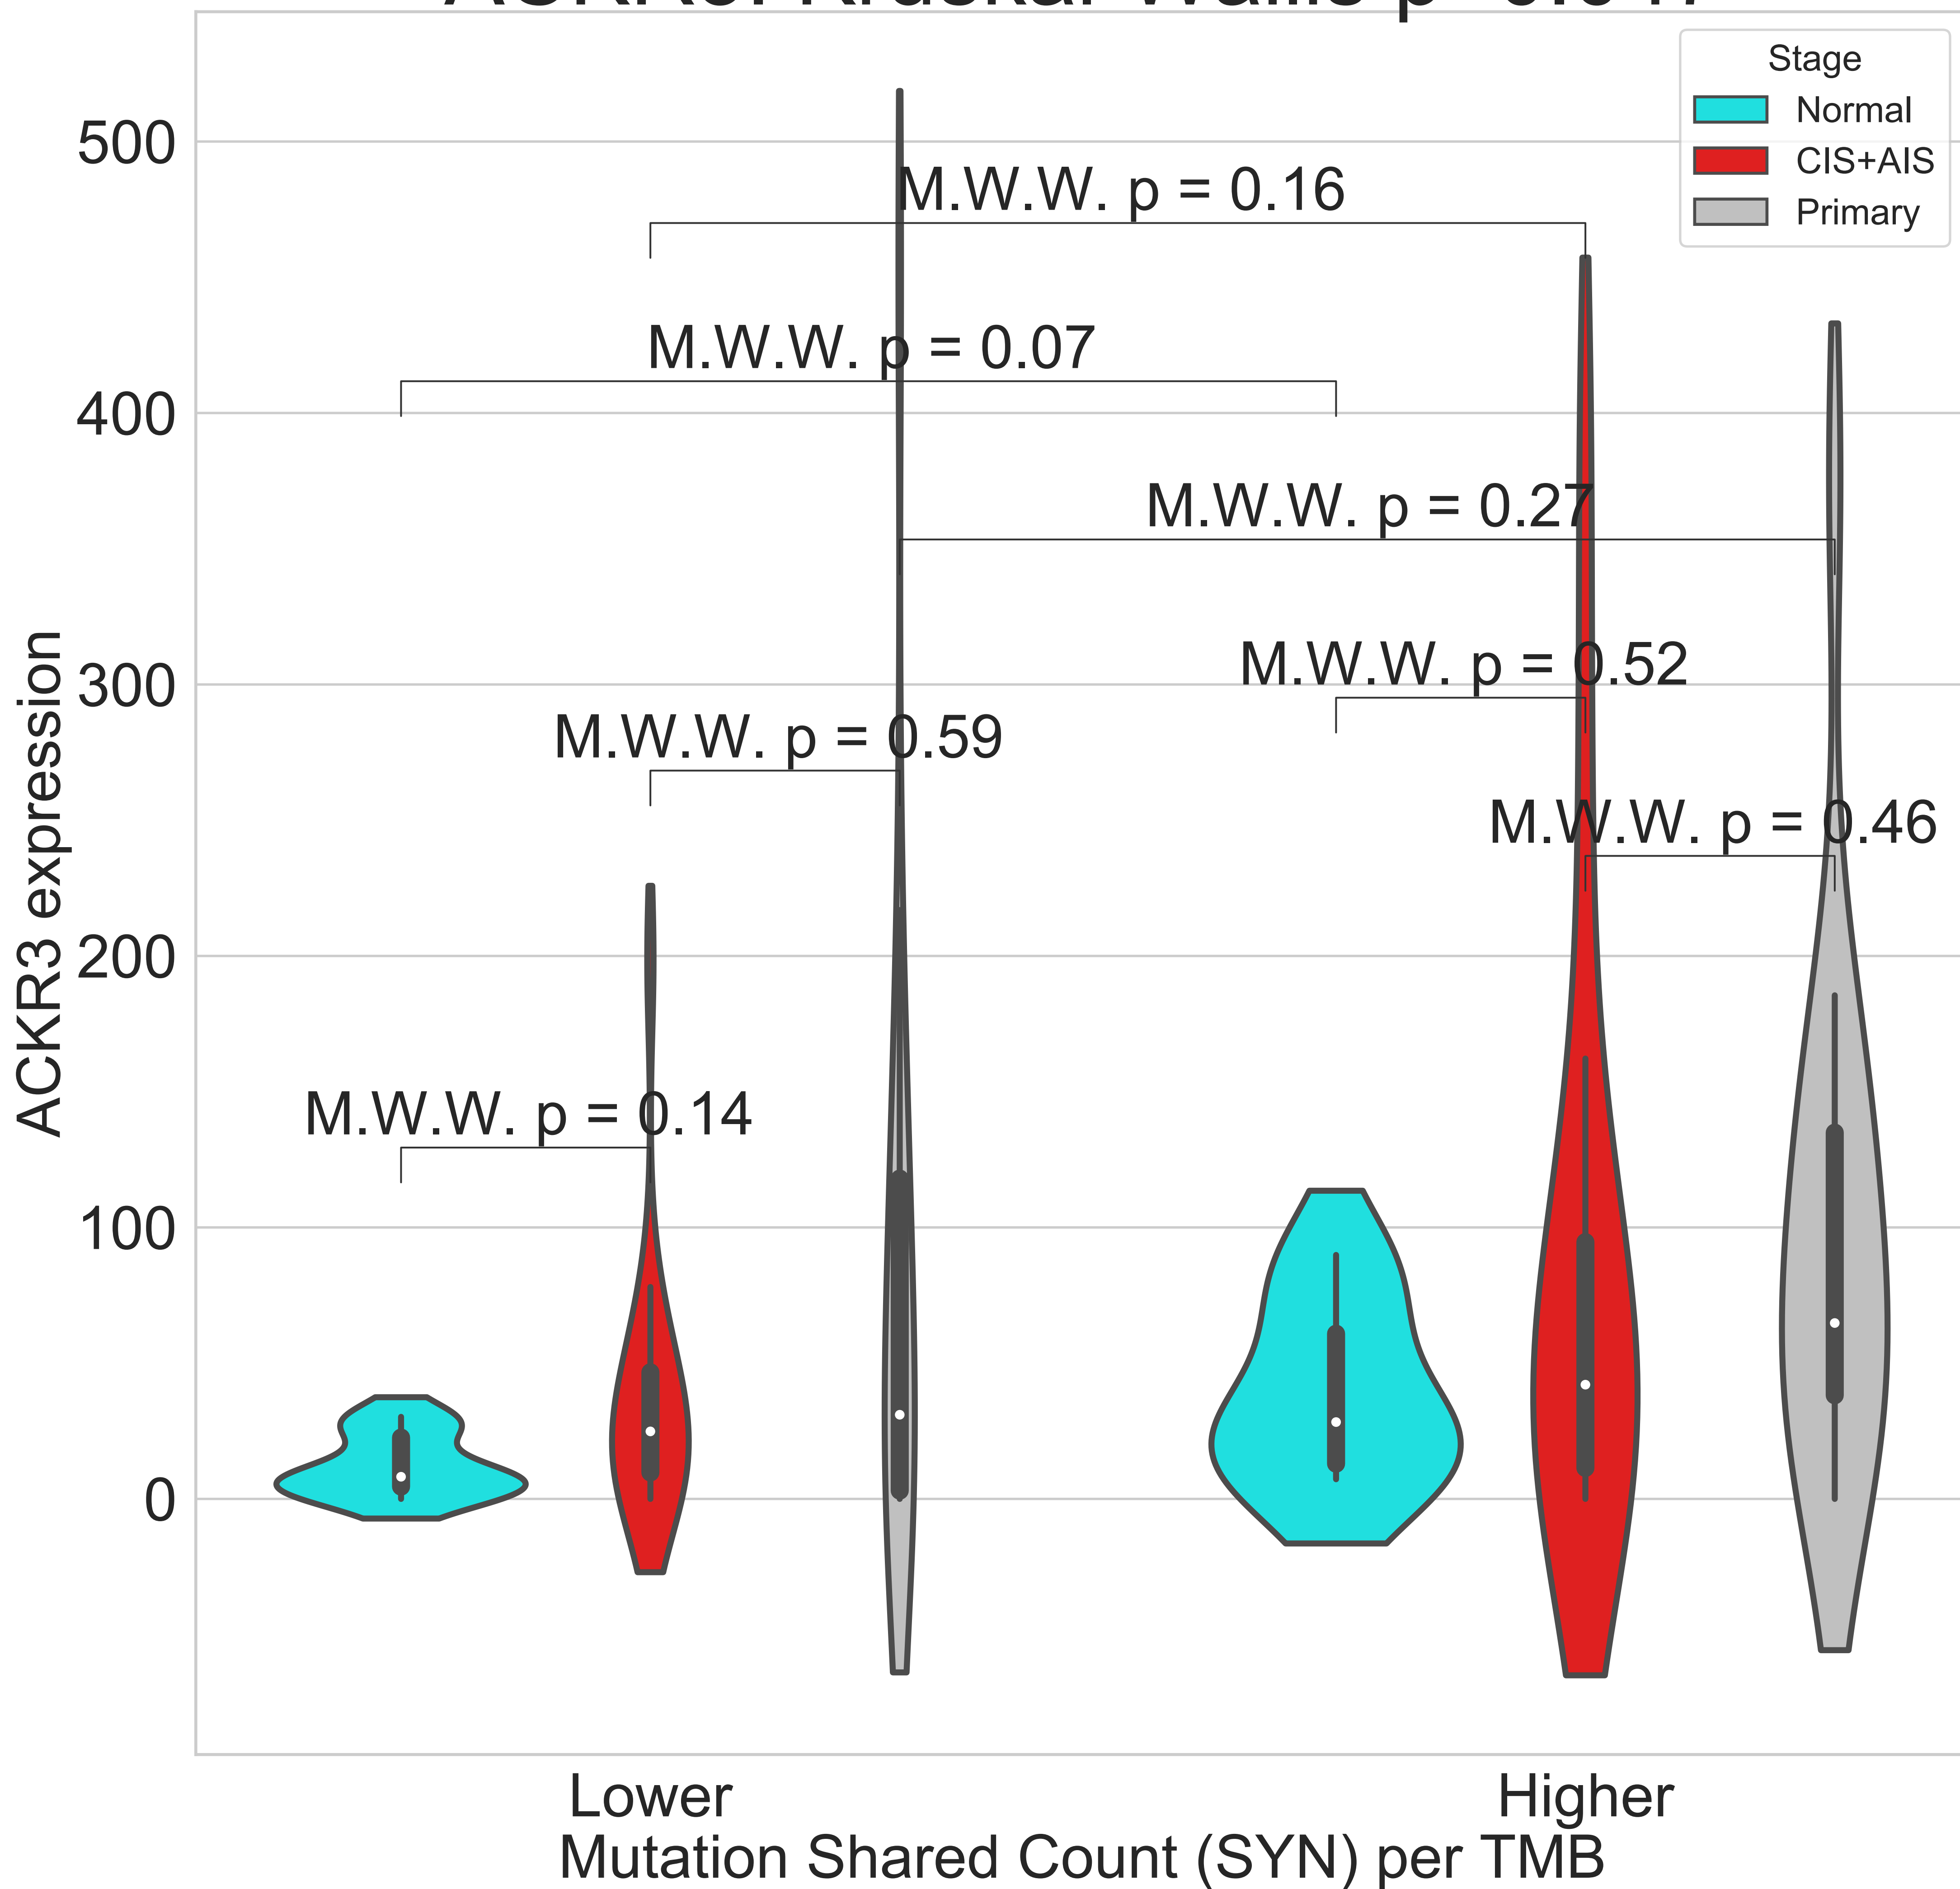 Stage
Normal
CIS+AIS
Primary
500
400
300
200
100
0
ACKR3 expression
M.W.W. p = 0.16
M.W.W. p = 0.07
M.W.W. p = 0.27
M.W.W. p = 0.52
M.W.W. p = 0.59
M.W.W. p = 0.46
M.W.W. p = 0.14
Lower
Higher
Mutation Shared Count (SYN) per TMB